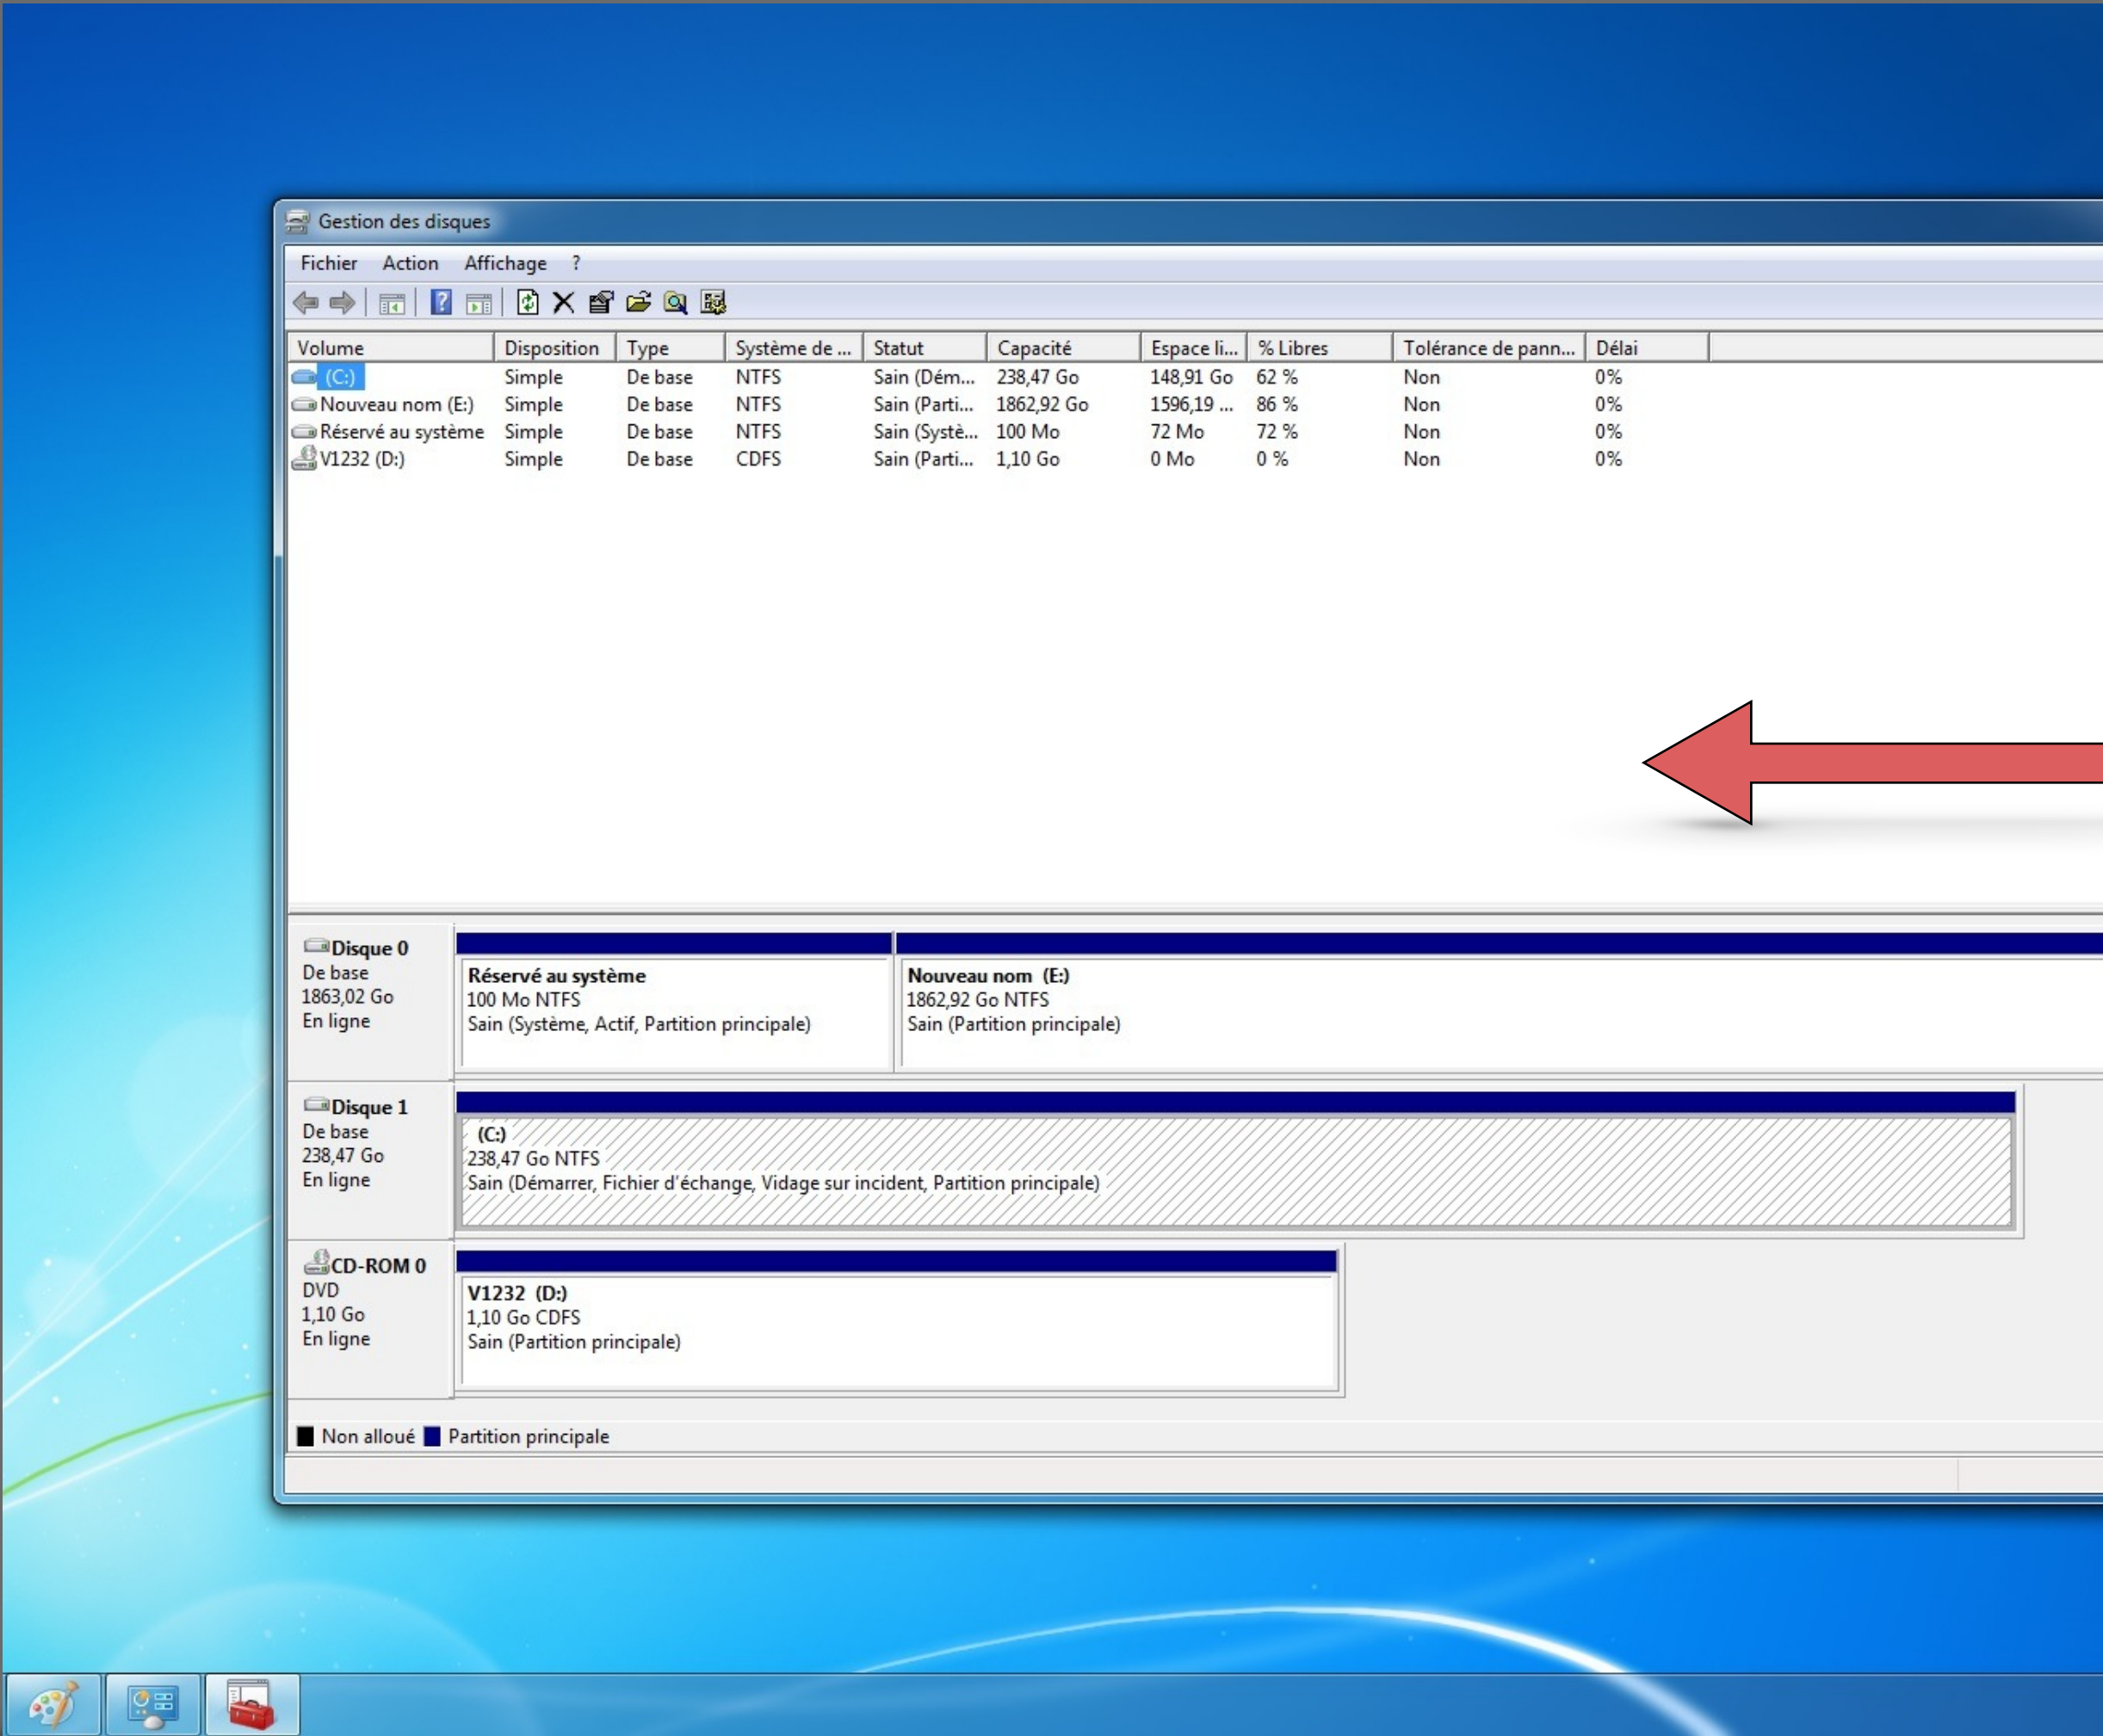 Gestion des disques
Fichier Action Affichage ?
Volume Disposition Type Système de ... Statut Capacité Espace li... % Libres Tolérance de pann... Délai
(C:) Simple De base NTFS Sain (Dém... 238,47 Go 148,91 Go 62 % Non 0%
Nouveau nom (E:) Simple De base NTFS Sain (Parti... 1862,92 Go 1596,19 ... 86 % Non 0%
Réservé au système Simple De base NTFS Sain (Systè... 100 Mo 72 Mo 72 % Non 0%
V1232 (D:) Simple De base CDFS Sain (Parti... 1,10 Go 0 Mo 0 % Non 0%
Disque 0
De base
1863,02 Go
En ligne
Réservé au système
100 Mo NTFS
Sain (Système, Actif, Partition principale)
Nouveau nom (E:)
1862,92 Go NTFS
Sain (Partition principale)
Disque 1
De base
238,47 Go
En ligne
(C:)
238,47 Go NTFS
Sain (Démarrer, Fichier d'échange, Vidage sur incident, Partition principale)
CD-ROM 0
DVD
1,10 Go
En ligne
V1232 (D:)
1,10 Go CDFS
Sain (Partition principale)
Non alloué Partition principale